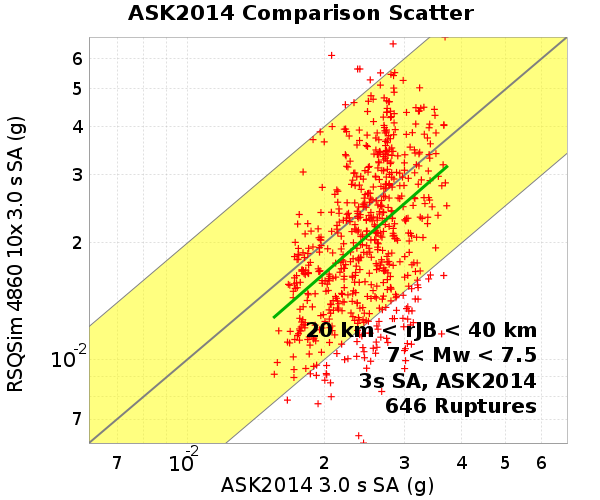 ASK2014 Comparison Scatter
RSQSim 4860 10x 3.0 s SA (g)
6
5
4
3
2
10-2
7
20 km < rJB < 40 km
7 < Mw < 7.5
3s SA, ASK2014
646 Ruptures
7 10-2 2 3 4 5 6
ASK2014 3.0 s SA (g)